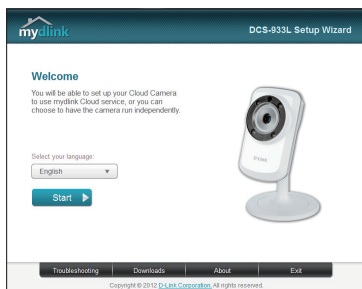 mydlink
DCS-933L Setup Wizard
Welcome
You will be able to set up your Cloud Camera
to use mydlink Cloud service, or you can
choose to have the camera run independently.
Select your language:
English
Start
D-Link
Troubleshooting Downloads About Exit
Copyright © 2012 D-Link Corporation. All rights reserved.